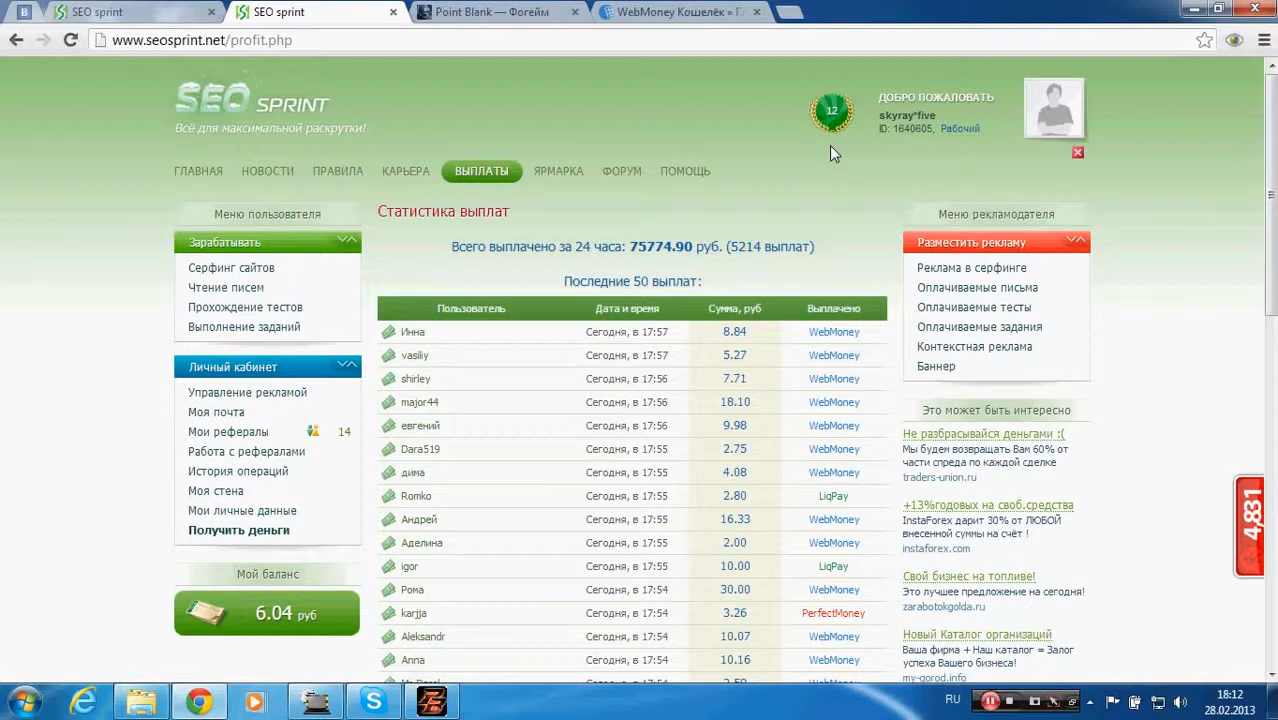 SEO sprint
SEO sprint
Point Blank — Фогейм
WebMoney Кошелёк » Г
www.seosprint.net/profit.php
SEO SPRINT
Всё для максимальной раскрутки!
12
ДОБРО ПОЖАЛОВАТЬ
skyray*five
ID: 1640605, Рабочий
ГЛАВНАЯ НОВОСТИ ПРАВИЛА КАРЬЕРА ВЫПЛАТЫ ЯРМАРКА ФОРУМ ПОМОЩЬ
Меню пользователя
Зарабатывать
Серфинг сайтов
Чтение писем
Прохождение тестов
Выполнение заданий
Личный кабинет
Управление рекламой
Моя почта
Мои рефералы 14
Работа с рефералами
История операций
Моя стена
Мои личные данные
Получить деньги
Мой баланс
6.04 руб
Статистика выплат
Всего выплачено за 24 часа: 75774.90 руб. (5214 выплат)
Последние 50 выплат:
Пользователь Дата и время Сумма, руб Выплачено
Инна Сегодня, в 17:57 8.84 WebMoney
vasiliy Сегодня, в 17:57 5.27 WebMoney
shirley Сегодня, в 17:56 7.71 WebMoney
major44 Сегодня, в 17:56 18.10 WebMoney
евгений Сегодня, в 17:56 9.98 WebMoney
Dara519 Сегодня, в 17:55 2.75 WebMoney
дима Сегодня, в 17:55 4.08 WebMoney
Romko Сегодня, в 17:55 2.80 LiqPay
Андрей Сегодня, в 17:55 16.33 WebMoney
Аделина Сегодня, в 17:55 2.00 WebMoney
igor Сегодня, в 17:55 10.00 LiqPay
Рома Сегодня, в 17:54 30.00 WebMoney
karjja Сегодня, в 17:54 3.26 PerfectMoney
Aleksandr Сегодня, в 17:54 10.07 WebMoney
Anna Сегодня, в 17:54 10.16 WebMoney
Меню рекламодателя
Разместить рекламу
Реклама в серфинге
Оплачиваемые письма
Оплачиваемые тесты
Оплачиваемые задания
Контекстная реклама
Баннер
Это может быть интересно
Не разбрасывайся деньгами :(
Мы будем возвращать Вам 60% от
части спреда по каждой сделке
traders-union.ru
+13%годовых на своб.средства
InstaForex дарит 30% от ЛЮБОЙ
внесенной суммы на счёт !
instaforex.com
Свой бизнес на топливе!
Это лучшее предложение на сегодня!
zarabotokgolda.ru
Новый Каталог организаций
Ваша фирма + Наш каталог = Залог
успеха Вашего бизнеса!
my-gorod.info
4,831
RU
18:12
28.02.2013